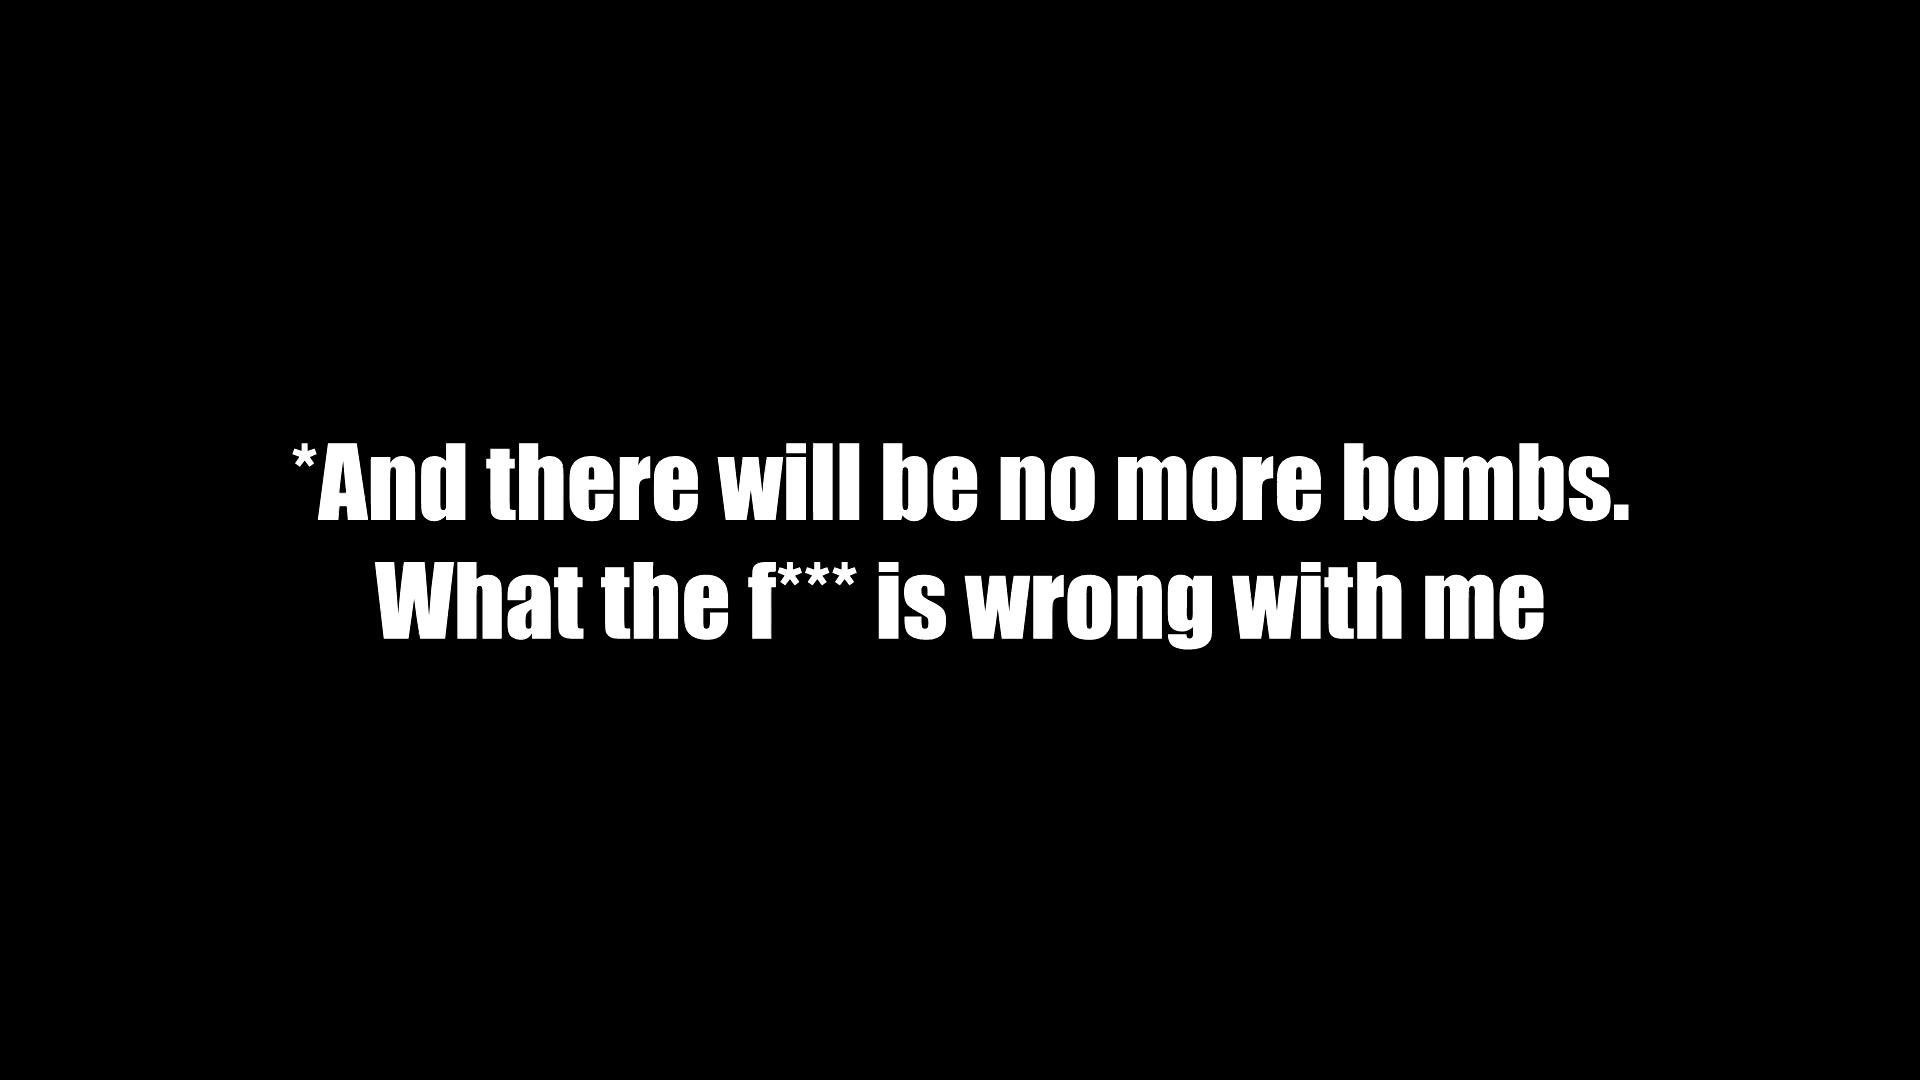 *And there will be no more bombs.
What the f*** is wrong with me